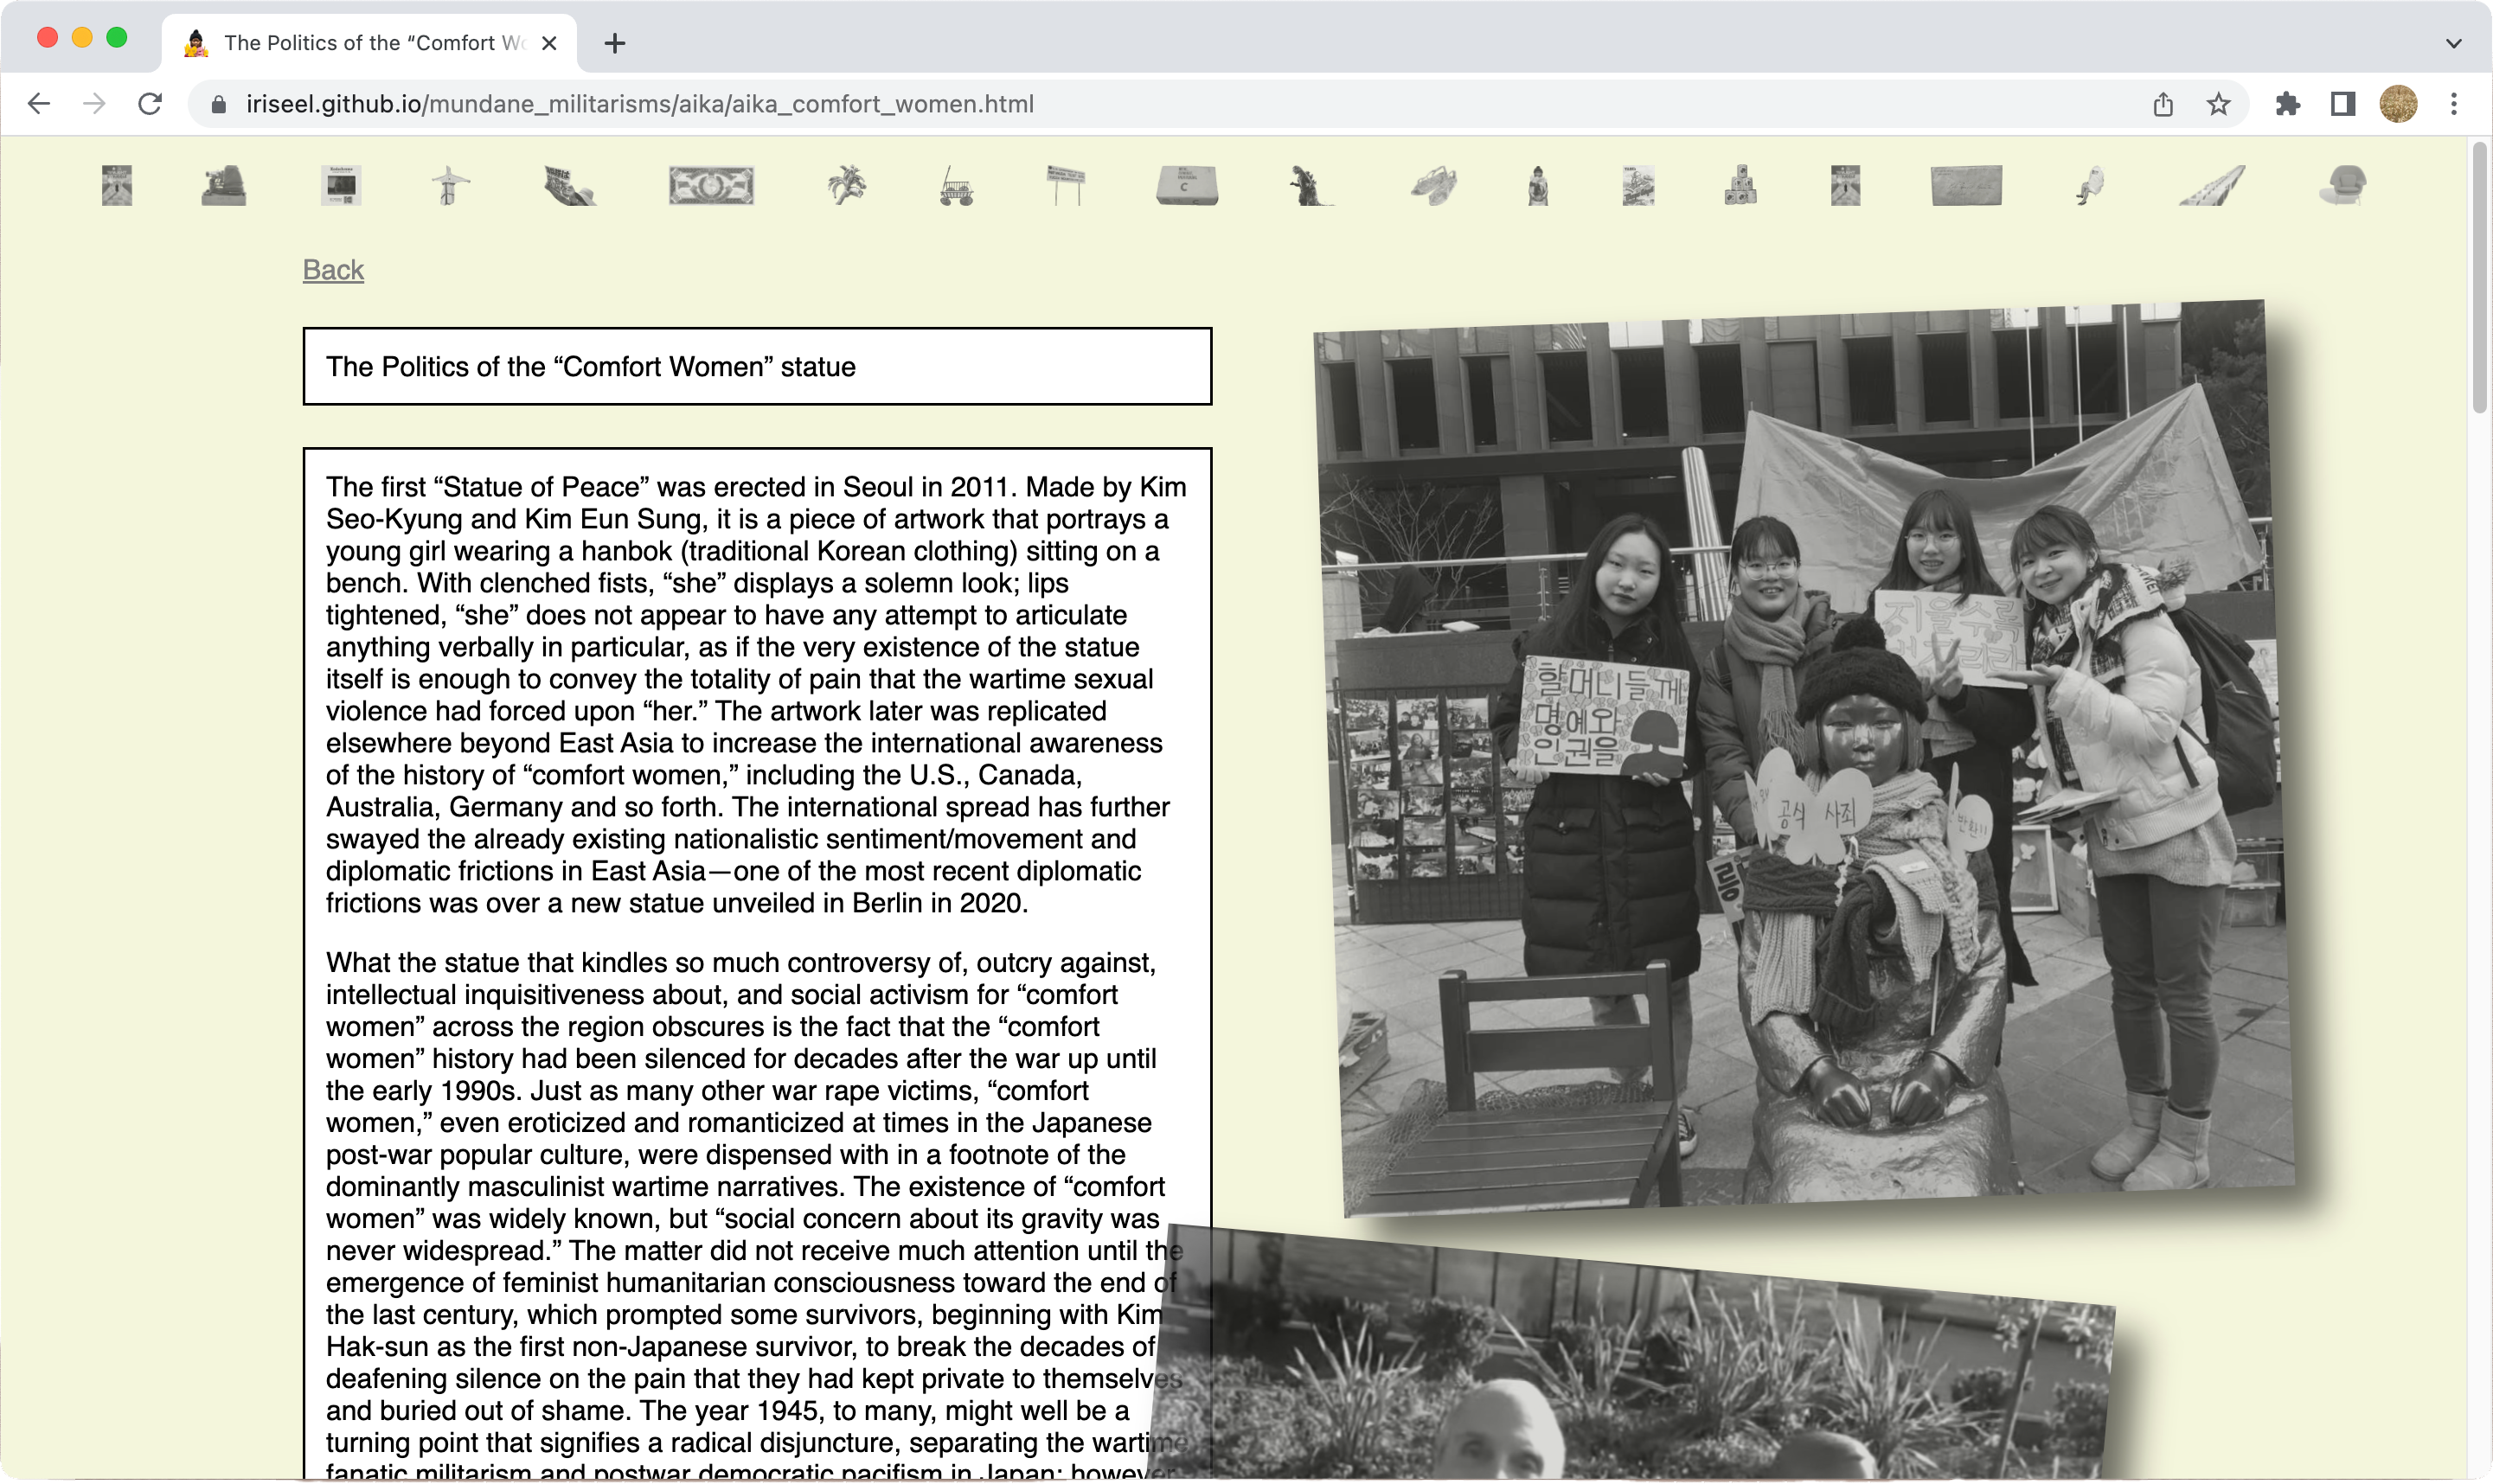 The Politics of the “Comfort Wo
iriseel.github.io/mundane_militarisms/aika/aika_comfort_women.html
C
Back
The Politics of the “Comfort Women” statue
The first “Statue of Peace” was erected in Seoul in 2011. Made by Kim
Seo-Kyung and Kim Eun Sung, it is a piece of artwork that portrays a
young girl wearing a hanbok (traditional Korean clothing) sitting on a
bench. With clenched fists, “she” displays a solemn look; lips
tightened, “she” does not appear to have any attempt to articulate
anything verbally in particular, as if the very existence of the statue
itself is enough to convey the totality of pain that the wartime sexual
violence had forced upon “her.” The artwork later was replicated
elsewhere beyond East Asia to increase the international awareness
of the history of “comfort women,” including the U.S., Canada,
Australia, Germany and so forth. The international spread has further
swayed the already existing nationalistic sentiment/movement and
diplomatic frictions in East Asia—one of the most recent diplomatic
frictions was over a new statue unveiled in Berlin in 2020.
What the statue that kindles so much controversy of, outcry against,
intellectual inquisitiveness about, and social activism for “comfort
women” across the region obscures is the fact that the “comfort
women” history had been silenced for decades after the war up until
the early 1990s. Just as many other war rape victims, “comfort
women,” even eroticized and romanticized at times in the Japanese
post-war popular culture, were dispensed with in a footnote of the
dominantly masculinist wartime narratives. The existence of “comfort
women” was widely known, but “social concern about its gravity was
never widespread.” The matter did not receive much attention until the
emergence of feminist humanitarian consciousness toward the end of
the last century, which prompted some survivors, beginning with Kim
Hak-sun as the first non-Japanese survivor, to break the decades of
deafening silence on the pain that they had kept private to themselves
and buried out of shame. The year 1945, to many, might well be a
turning point that signifies a radical disjuncture, separating the wartime
fanatic militarism and postwar democratic pacifism in Japan; however,
지울수록
할머니들께
명예와
인권을
공식 사죄
반환!!